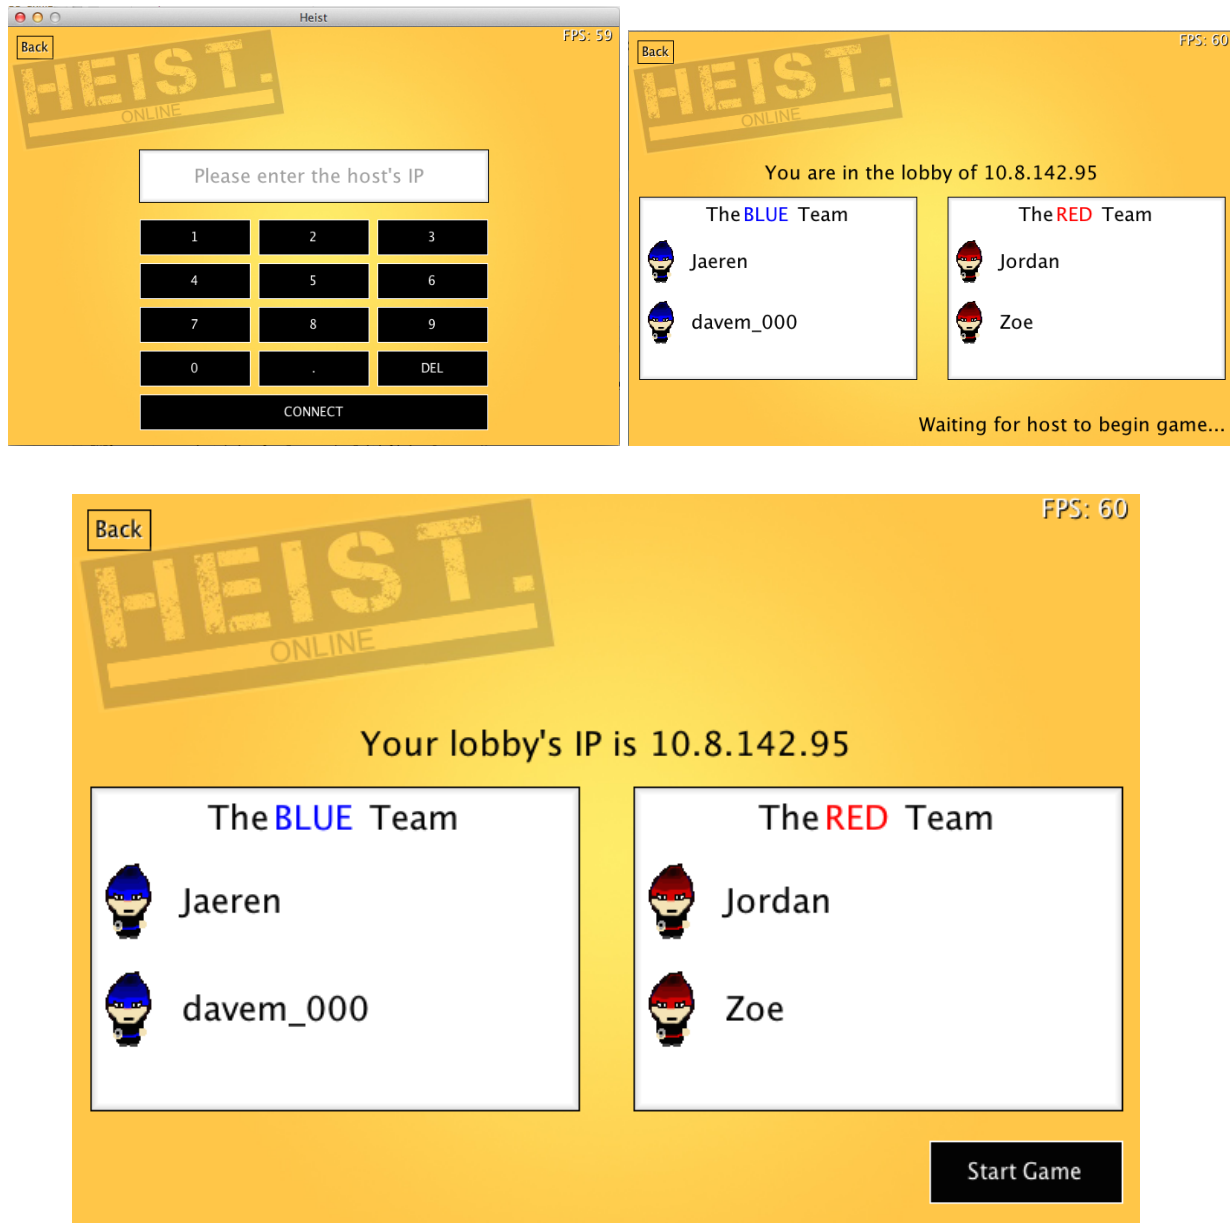 Heist
Back
FPS: 59
HEIST.
ONLINE
Please enter the host's IP
1 2 3
4 5 6
7 8 9
0 . DEL
CONNECT
Back
FPS: 60
HEIST.
ONLINE
You are in the lobby of 10.8.142.95
The BLUE Team
Jaeren
davem_000
The RED Team
Jordan
Zoe
Waiting for host to begin game...
Back
FPS: 60
HEIST.
ONLINE
Your lobby's IP is 10.8.142.95
The BLUE Team
Jaeren
davem_000
The RED Team
Jordan
Zoe
Start Game